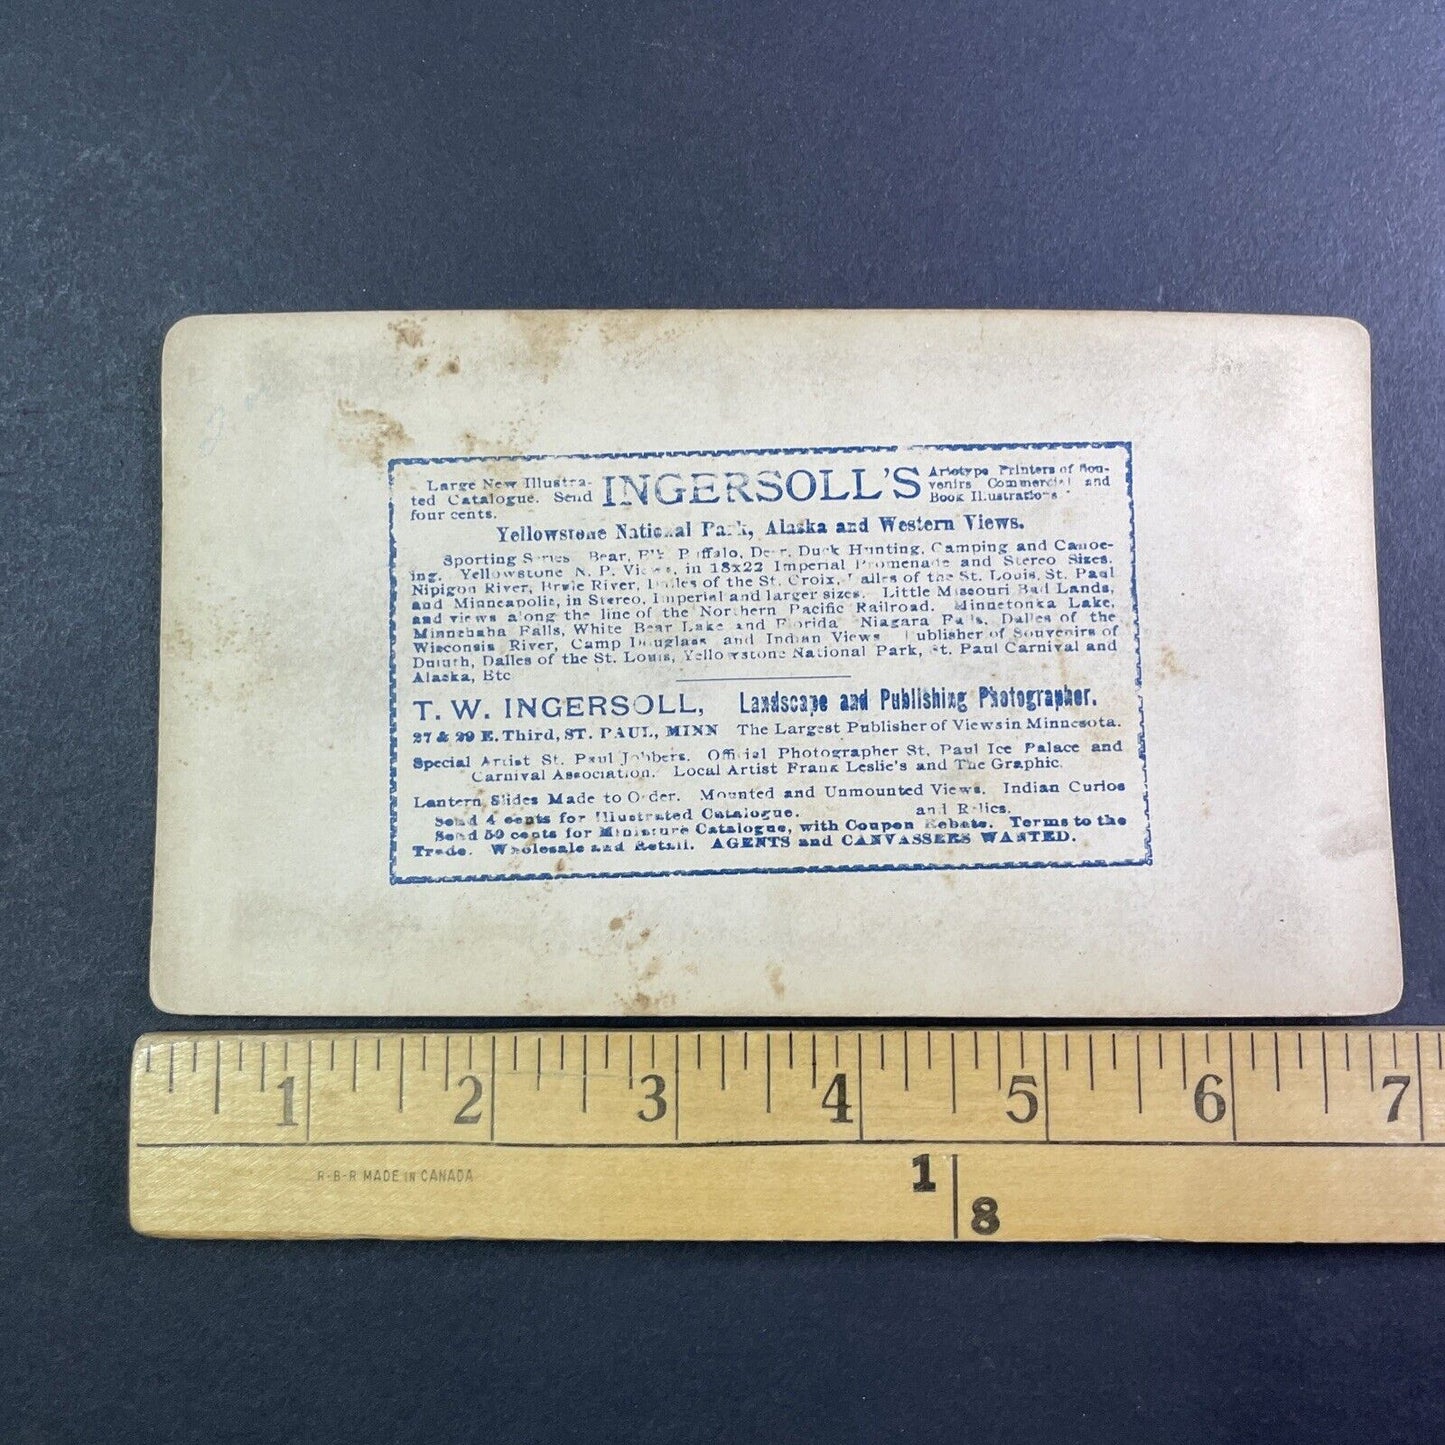 Large New Illustra-
ted Catalogue. Send
four cents.
INGERSOLL'S
Artotype Printers of Sou-
venirs Commercial and
Book Illustrations
Yellowstone National Park, Alaska and Western Views.
Sporting Series Bear, Elk Buffalo, Deer, Duck Hunting, Camping and Canoe-
ing. Yellowstone N. P. Views, in 18x22 Imperial Promenade and Stereo Sizes.
Nipigon River, Brule River, Dalles of the St. Croix, Dalles of the St. Louis, St. Paul
and Minneapolis, in Stereo, Imperial and larger sizes. Little Missouri Bad Lands,
and views along the line of the Northern Pacific Railroad. Minnetonka Lake,
Minnehaha Falls, White Bear Lake and Florida Niagara Falls. Dalles of the
Wisconsin River, Camp Douglass and Indian Views Publisher of Souvenirs of
Duluth, Dalles of the St. Louis, Yellowstone National Park, St. Paul Carnival and
Alaska, Etc
T. W. INGERSOLL, Landscape and Publishing Photographer.
27 & 29 E. Third, ST. PAUL, MINN The Largest Publisher of Views in Minnesota.
Special Artist St. Paul Jobbers. Official Photographer St. Paul Ice Palace and
Carnival Association. Local Artist Frank Leslie's and The Graphic.
Lantern Slides Made to Order. Mounted and Unmounted Views. Indian Curios
and Relics.
Send 4 cents for Illustrated Catalogue.
Send 50 cents for Miniature Catalogue, with Coupon Rebate. Terms to the
Trade. Wholesale and Retail. AGENTS and CANVASSERS WANTED.
1 2 3 4 5 6 7
R-B-R MADE IN CANADA
1
8